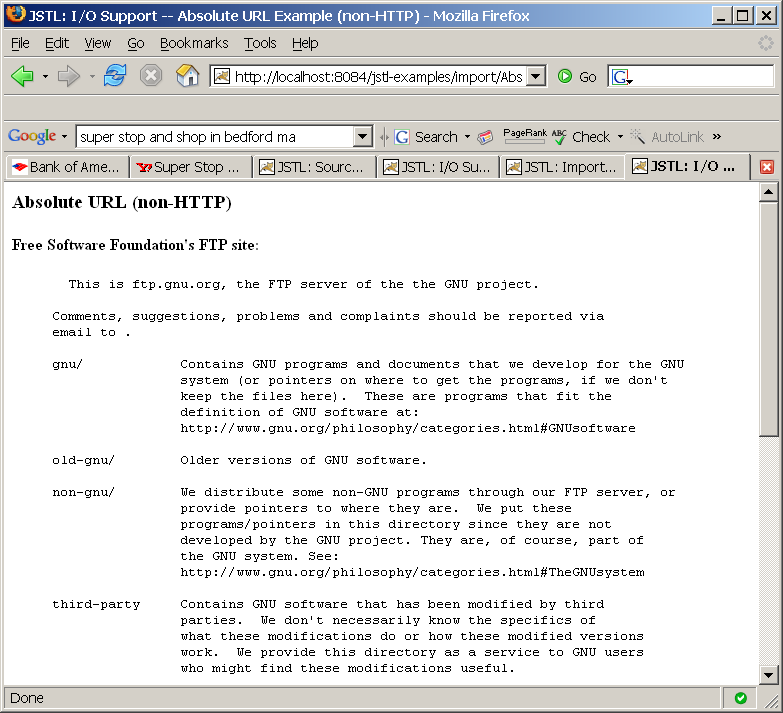 JSTL: I/O Support -- Absolute URL Example (non-HTTP) - Mozilla Firefox
File Edit View Go Bookmarks Tools Help
http://localhost:8084/jstl-examples/import/Abs Go G
Google super stop and shop in bedford ma G Search PageRank ABC Check AutoLink »
Bank of Ame... Y! Super Stop ... JSTL: Sourc... JSTL: I/O Su... JSTL: Import... JSTL: I/O ...
Absolute URL (non-HTTP)
Free Software Foundation's FTP site:
This is ftp.gnu.org, the FTP server of the the GNU project.
Comments, suggestions, problems and complaints should be reported via
email to .
gnu/ Contains GNU programs and documents that we develop for the GNU
system (or pointers on where to get the programs, if we don't
keep the files here). These are programs that fit the
definition of GNU software at:
http://www.gnu.org/philosophy/categories.html#GNUsoftware
old-gnu/ Older versions of GNU software.
non-gnu/ We distribute some non-GNU programs through our FTP server, or
provide pointers to where they are. We put these
programs/pointers in this directory since they are not
developed by the GNU project. They are, of course, part of
the GNU system. See:
http://www.gnu.org/philosophy/categories.html#TheGNUsystem
third-party Contains GNU software that has been modified by third
parties. We don't necessarily know the specifics of
what these modifications do or how these modified versions
work. We provide this directory as a service to GNU users
who might find these modifications useful.
Done